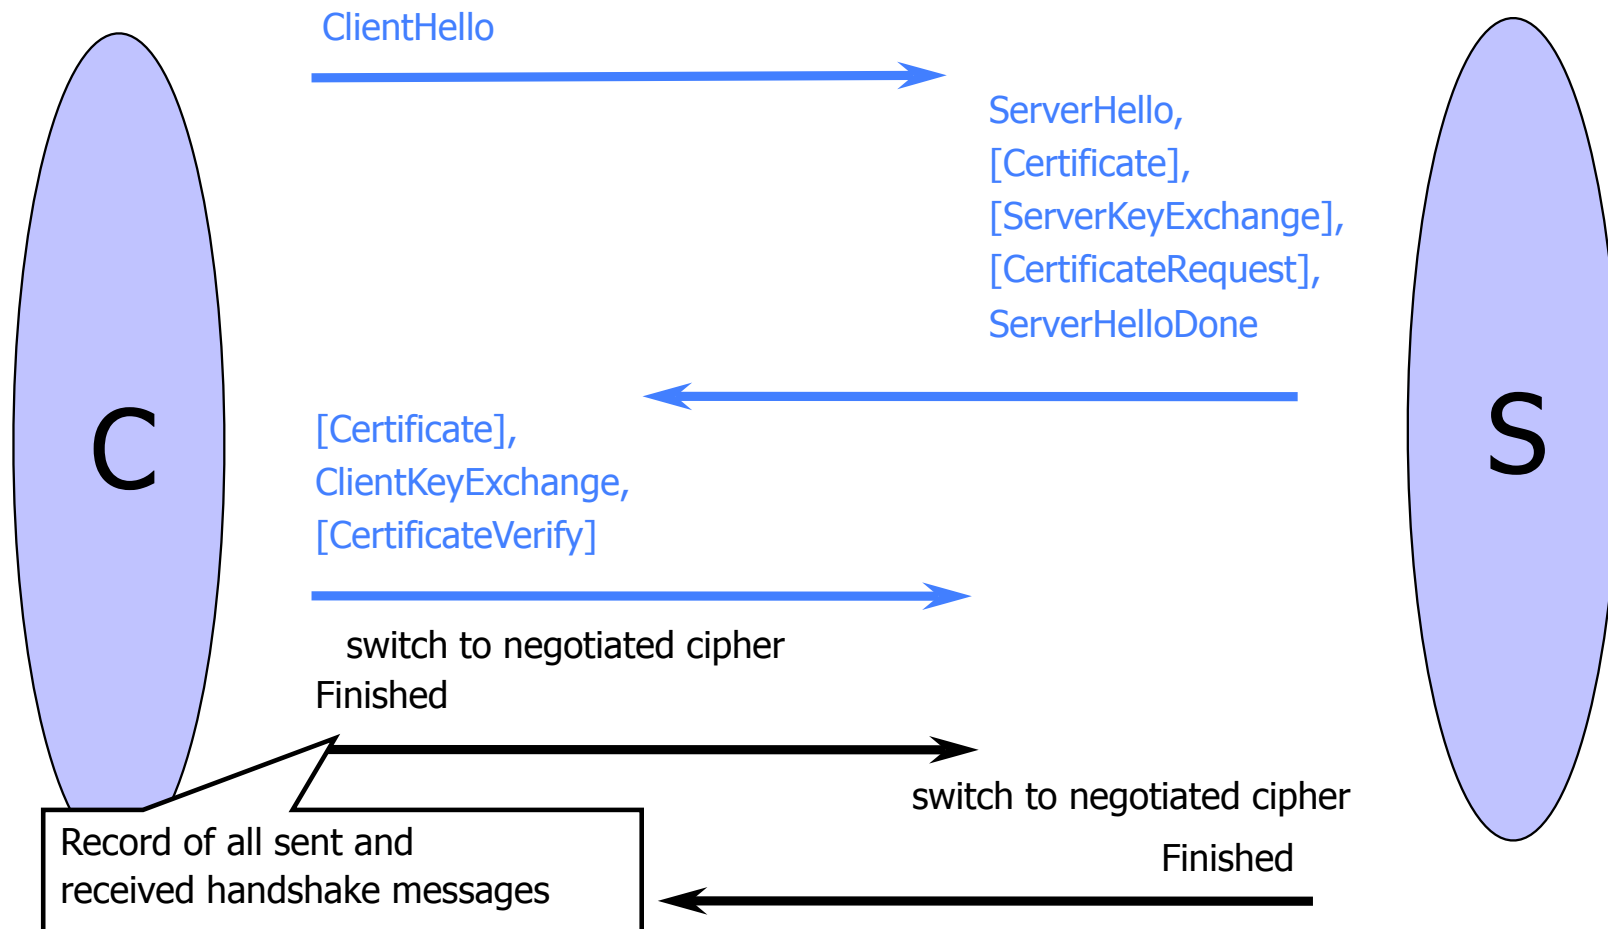 ClientHello
ServerHello,
[Certificate],
[ServerKeyExchange],
[CertificateRequest],
ServerHelloDone
C
S
[Certificate],
ClientKeyExchange,
[CertificateVerify]
switch to negotiated cipher
Finished
switch to negotiated cipher
Record of all sent and
received handshake messages
Finished